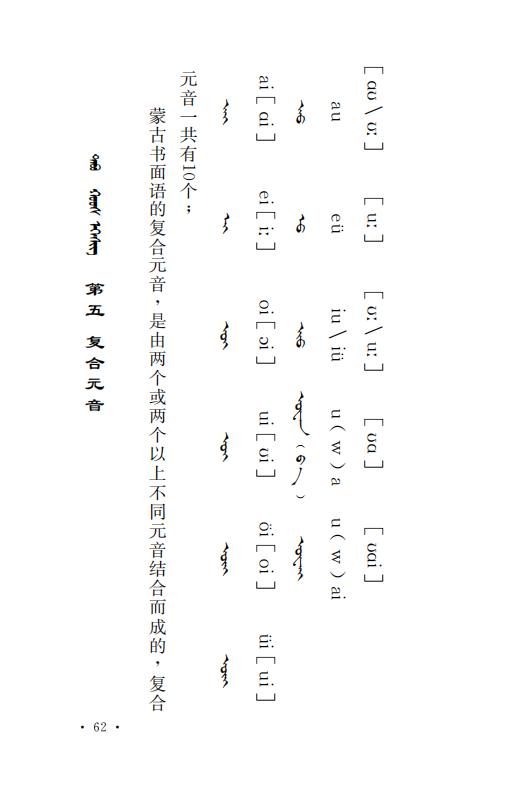 第五 复合元音
蒙古书面语的复合元音，是由两个或两个以上不同元音结合而成的，复合
元音一共有10个；
ai[ɑi] ei[iː] oi[ɔi] ui[ʊi] öi[oi] üi[ui]
au eü iu/iü u(w)a u(w)ai
[ɑʊ/ʊː] [uː] [ʊː/uː] [ʊɑ] [ʊɑi]
· 62 ·